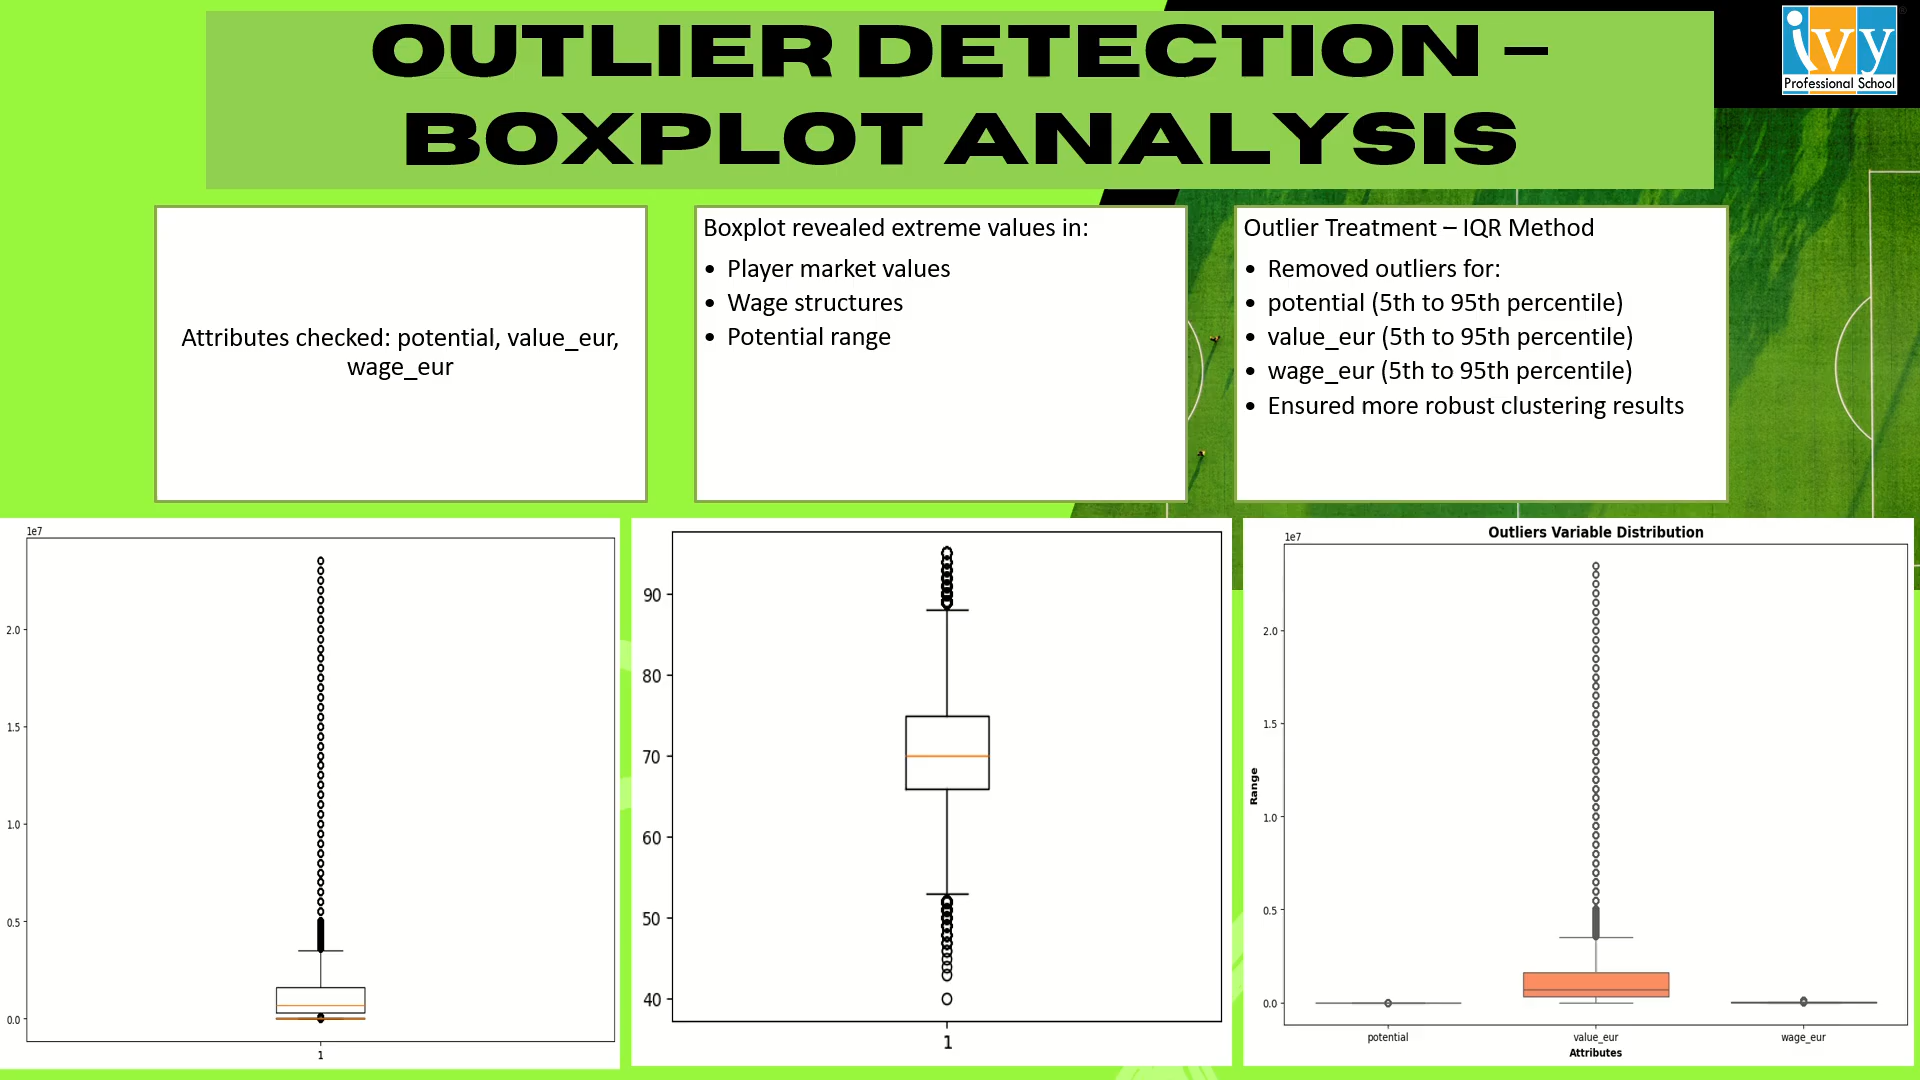 OUTLIER DETECTION –
BOXPLOT ANALYSIS
ivy
Professional School
Attributes checked: potential, value_eur,
wage_eur
Boxplot revealed extreme values in:
• Player market values
• Wage structures
• Potential range
Outlier Treatment – IQR Method
• Removed outliers for:
• potential (5th to 95th percentile)
• value_eur (5th to 95th percentile)
• wage_eur (5th to 95th percentile)
• Ensured more robust clustering results
1e7
2.0
1.5
1.0
0.5
0.0
1
90
80
70
60
50
40
1
Outliers Variable Distribution
1e7
2.0
1.5
1.0
0.5
0.0
Range
potential value_eur wage_eur
Attributes